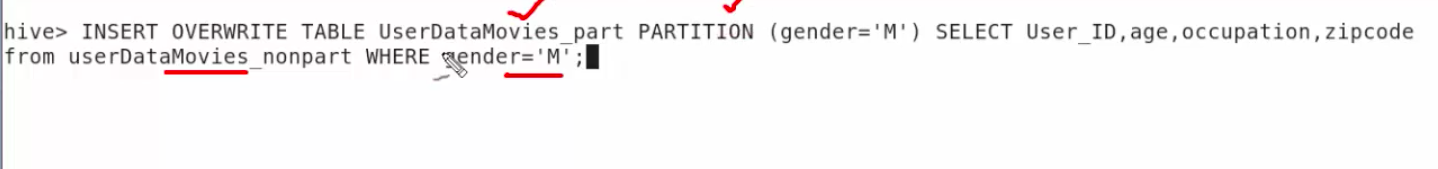 hive> INSERT OVERWRITE TABLE UserDataMovies_part PARTITION (gender='M') SELECT User_ID,age,occupation,zipcode
from userDataMovies_nonpart WHERE gender='M';